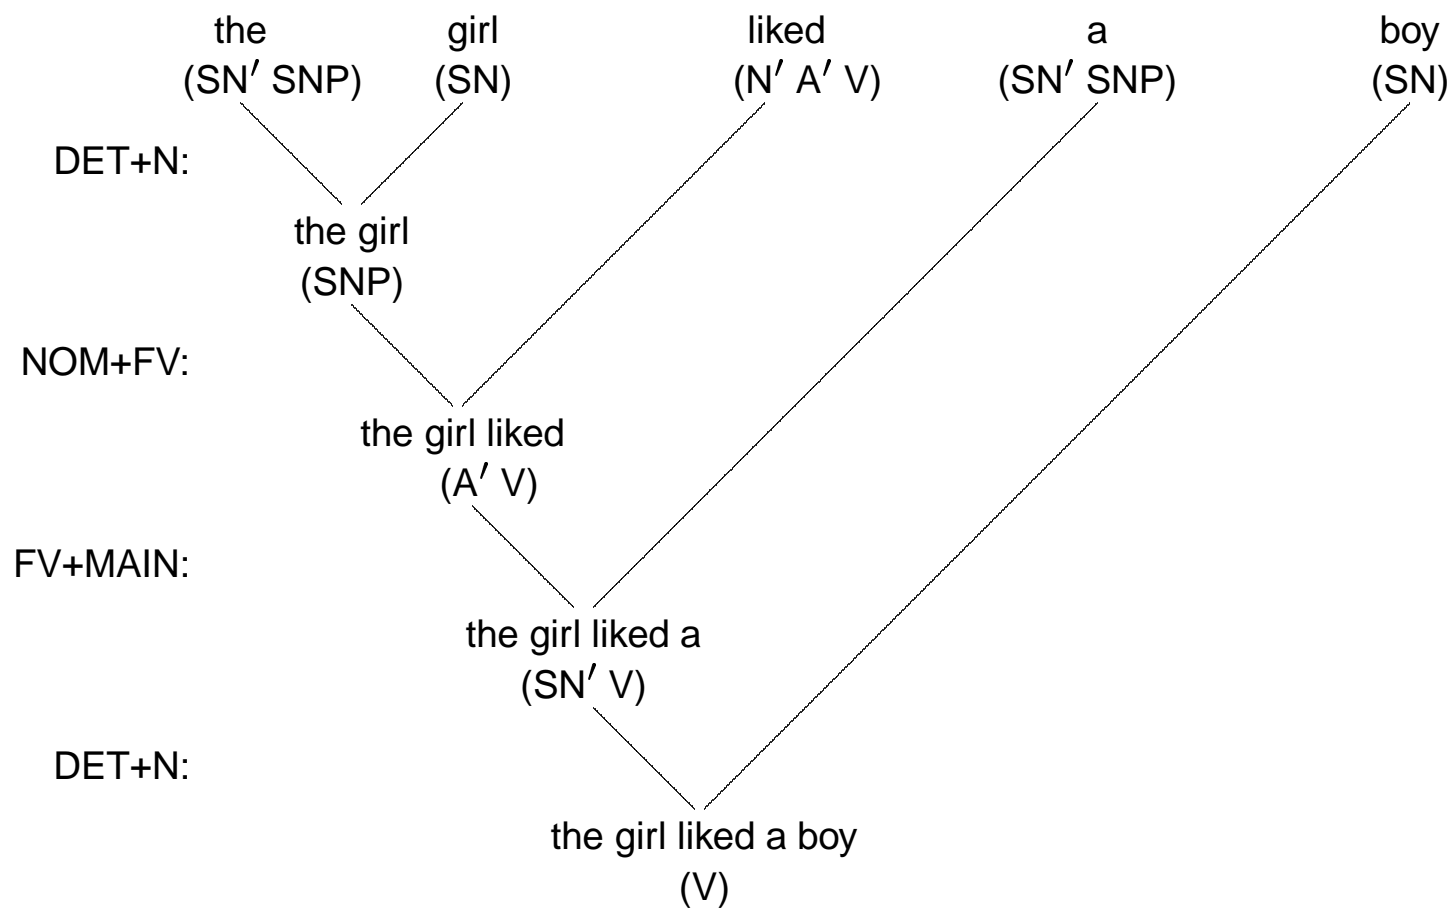 the girl liked a boy
(SN′ SNP) (SN) (N′ A′ V) (SN′ SNP) (SN)
DET+N:
the girl
(SNP)
NOM+FV:
the girl liked
(A′ V)
FV+MAIN:
the girl liked a
(SN′ V)
DET+N:
the girl liked a boy
(V)